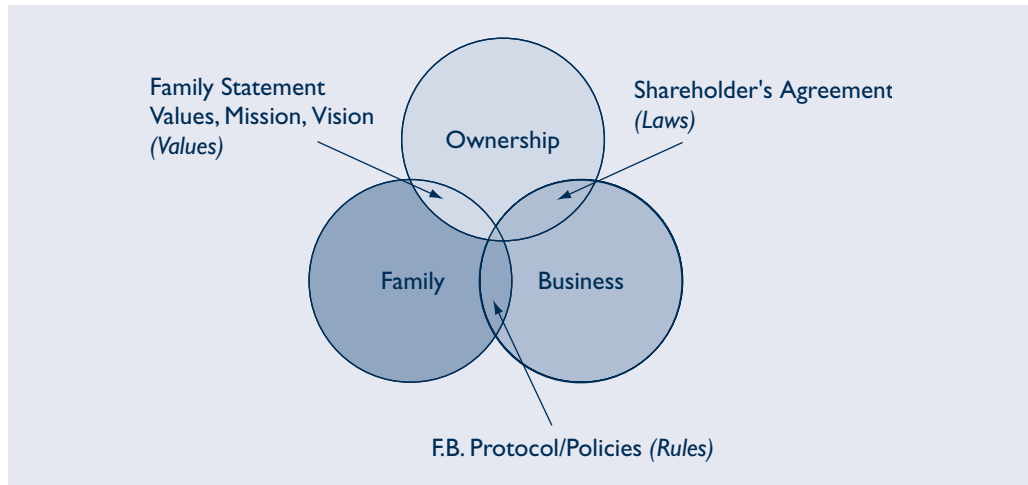 Family Statement
Values, Mission, Vision
(Values)
Shareholder's Agreement
(Laws)
Ownership
Family
Business
F.B. Protocol/Policies (Rules)